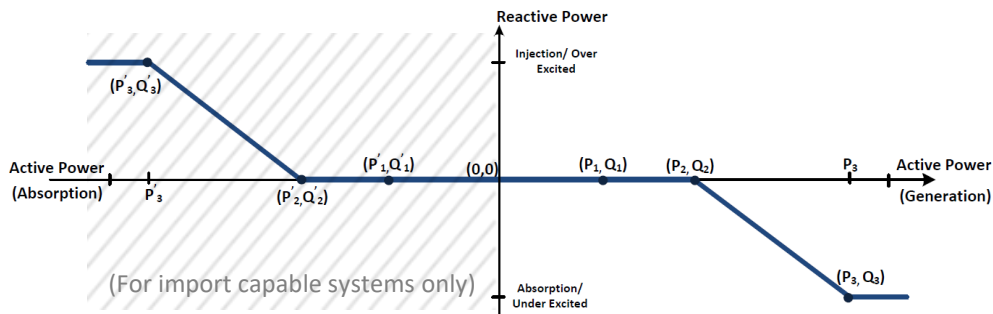 Reactive Power
Injection/ Over
Excited
(P'3,Q'3)
Active Power
(Absorption)
P'3
(P'2,Q'2)
(P'1,Q'1)
(0,0)
(P1, Q1)
(P2, Q2)
P3
Active Power
(Generation)
(For import capable systems only)
Absorption/
Under Excited
(P3, Q3)